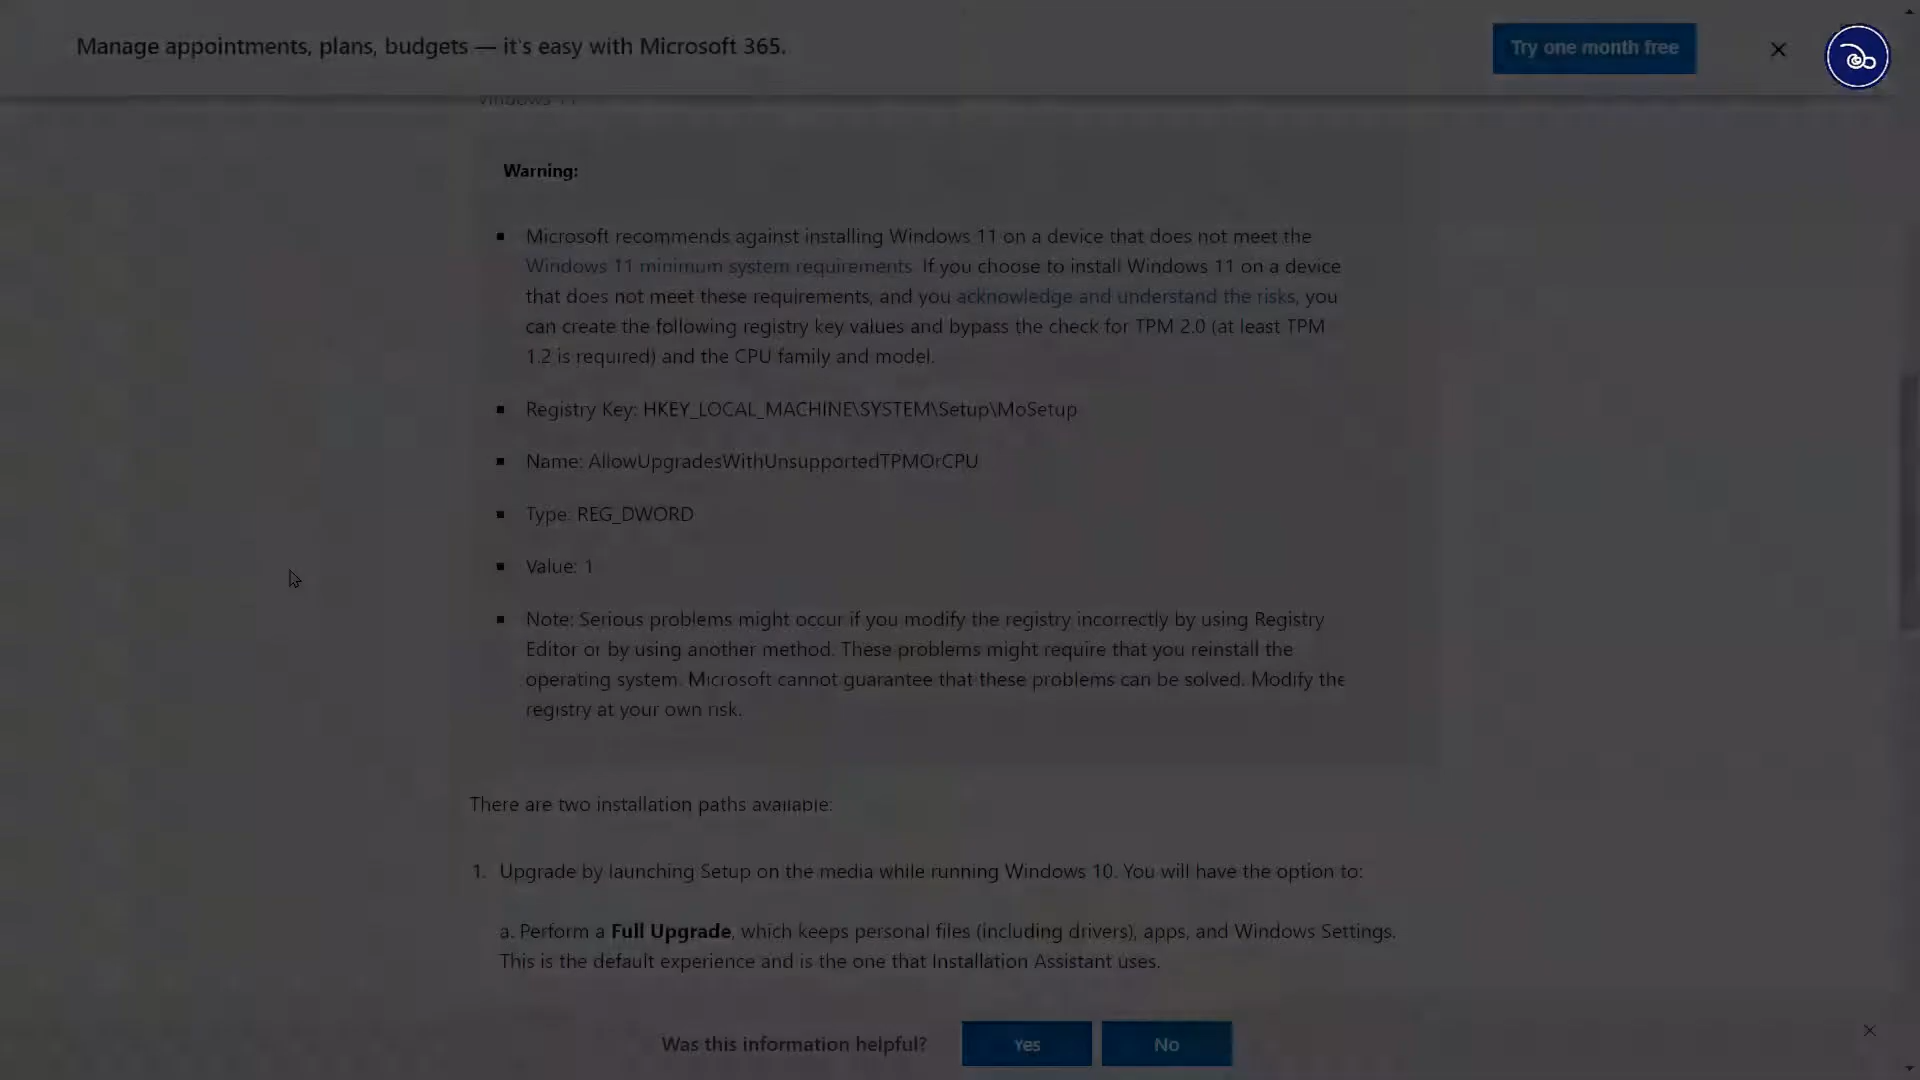 Manage appointments, plans, budgets — it's easy with Microsoft 365.
Try one month free
Windows 11
Warning:
Microsoft recommends against installing Windows 11 on a device that does not meet the
Windows 11 minimum system requirements. If you choose to install Windows 11 on a device
that does not meet these requirements, and you acknowledge and understand the risks, you
can create the following registry key values and bypass the check for TPM 2.0 (at least TPM
1.2 is required) and the CPU family and model.
Registry Key: HKEY_LOCAL_MACHINE\SYSTEM\Setup\MoSetup
Name: AllowUpgradesWithUnsupportedTPMOrCPU
Type: REG_DWORD
Value: 1
Note: Serious problems might occur if you modify the registry incorrectly by using Registry
Editor or by using another method. These problems might require that you reinstall the
operating system. Microsoft cannot guarantee that these problems can be solved. Modify the
registry at your own risk.
There are two installation paths available:
1. Upgrade by launching Setup on the media while running Windows 10. You will have the option to:
a. Perform a Full Upgrade, which keeps personal files (including drivers), apps, and Windows Settings.
This is the default experience and is the one that Installation Assistant uses.
Was this information helpful? Yes No